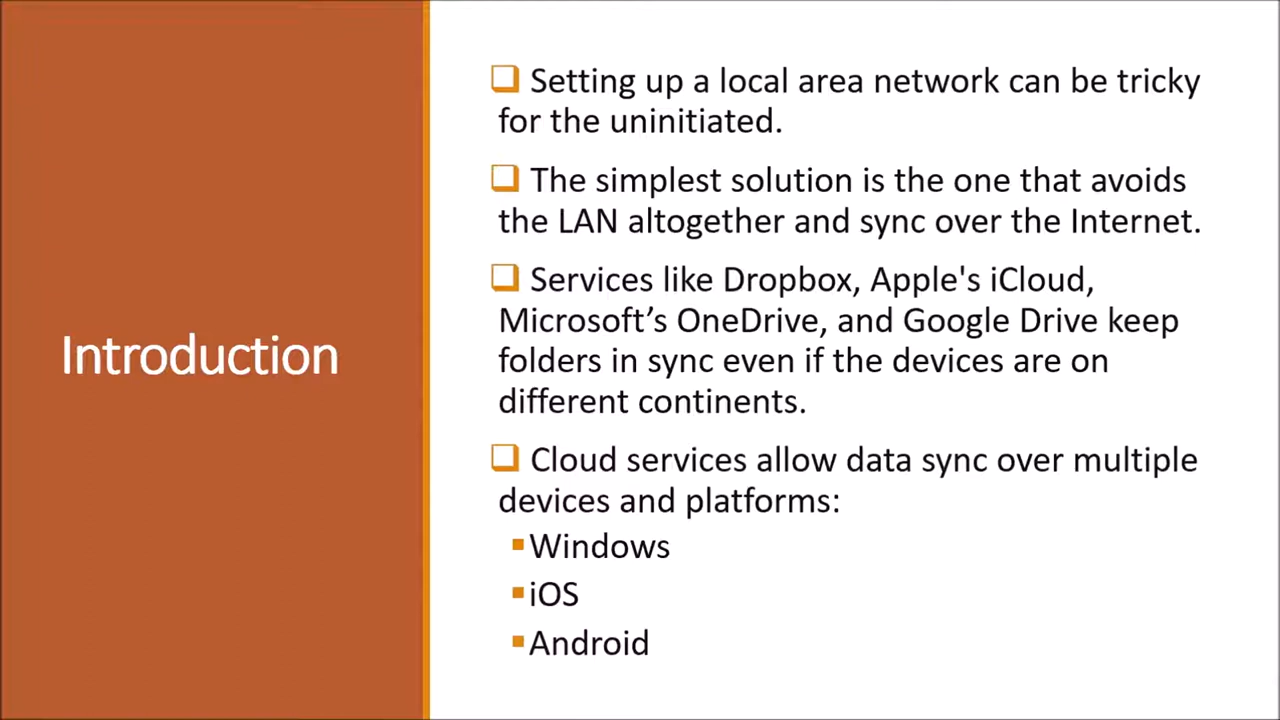 Introduction
Setting up a local area network can be tricky
for the uninitiated.
The simplest solution is the one that avoids
the LAN altogether and sync over the Internet.
Services like Dropbox, Apple's iCloud,
Microsoft’s OneDrive, and Google Drive keep
folders in sync even if the devices are on
different continents.
Cloud services allow data sync over multiple
devices and platforms:
Windows
iOS
Android